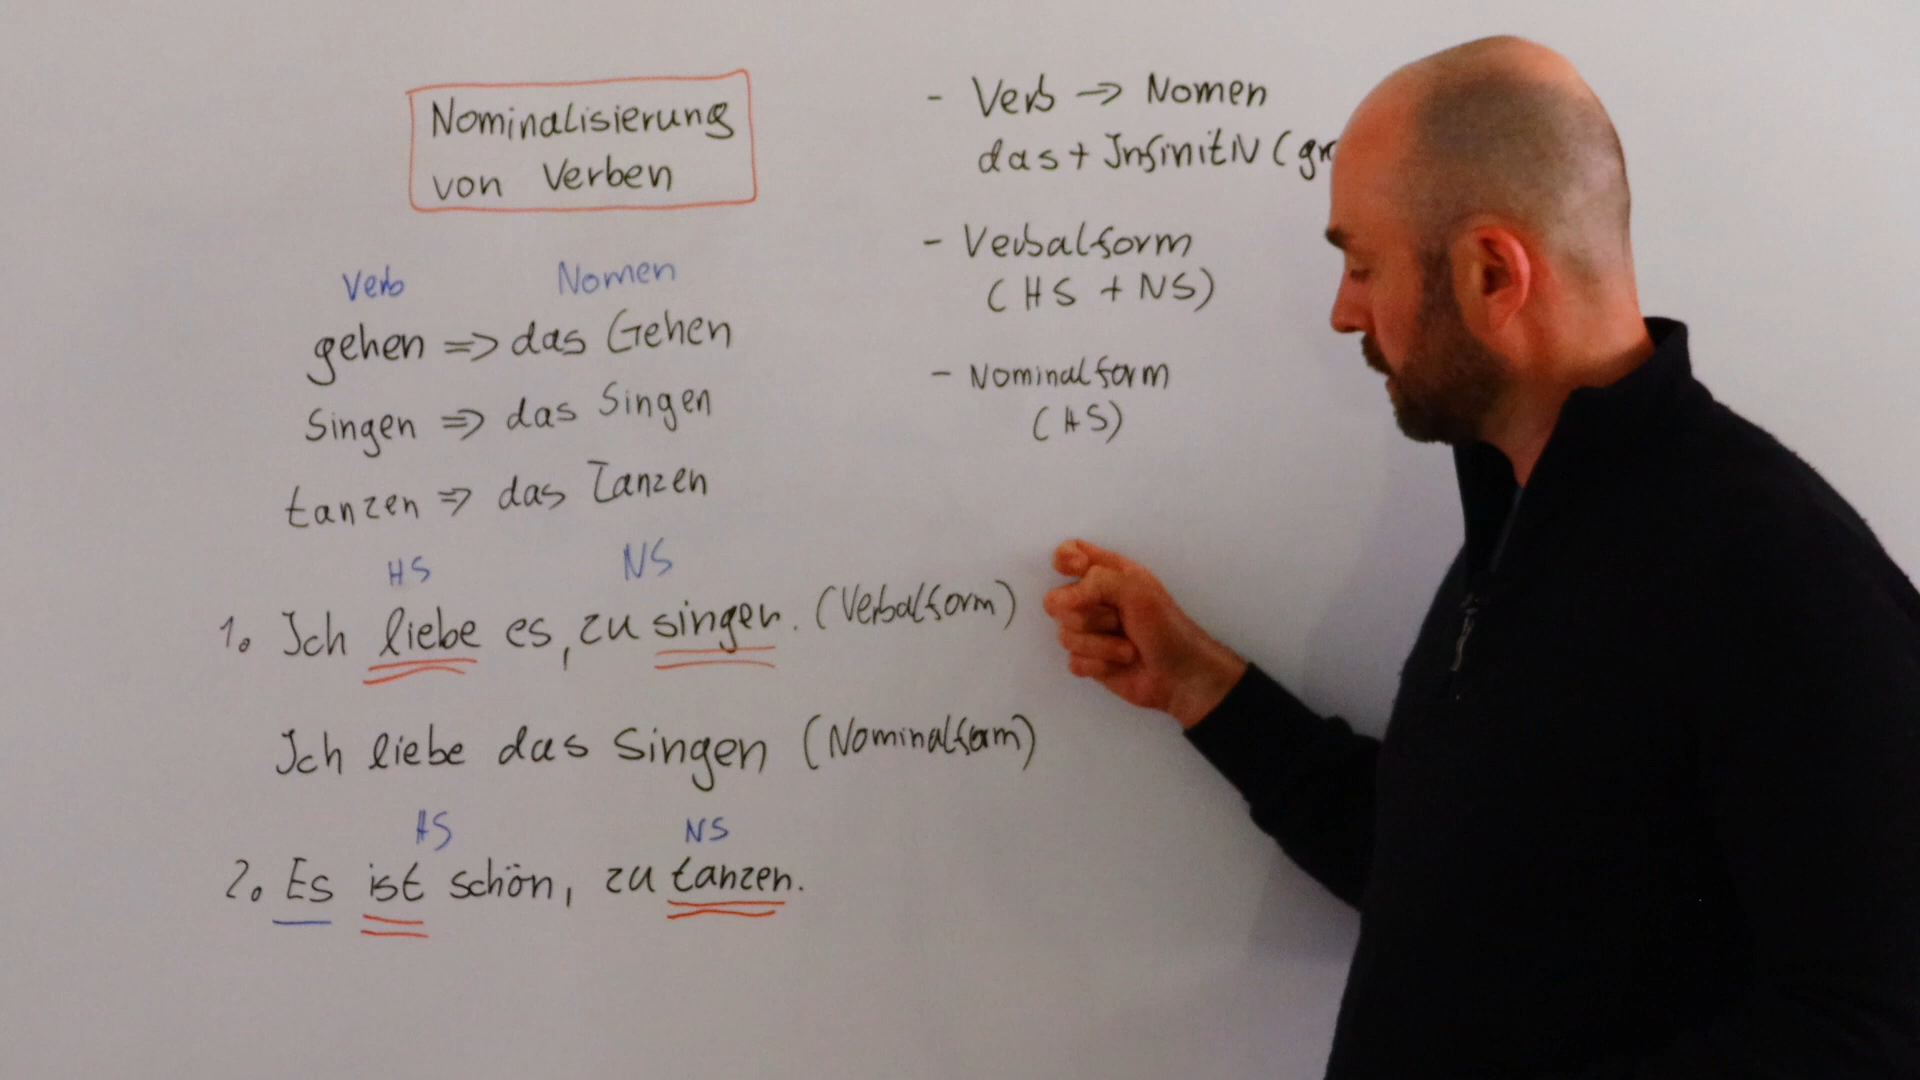 Nominalisierung
von Verben
Verb Nomen
gehen => das Gehen
Singen => das Singen
tanzen => das Tanzen
HS NS
1. Ich liebe es, zu singen. (Verbalform)
Ich liebe das Singen (Nominalform)
HS NS
2. Es ist schön, zu tanzen.
- Verb -> Nomen
das + Infinitiv (
- Verbalform
(HS + NS)
- Nominalform
(HS)